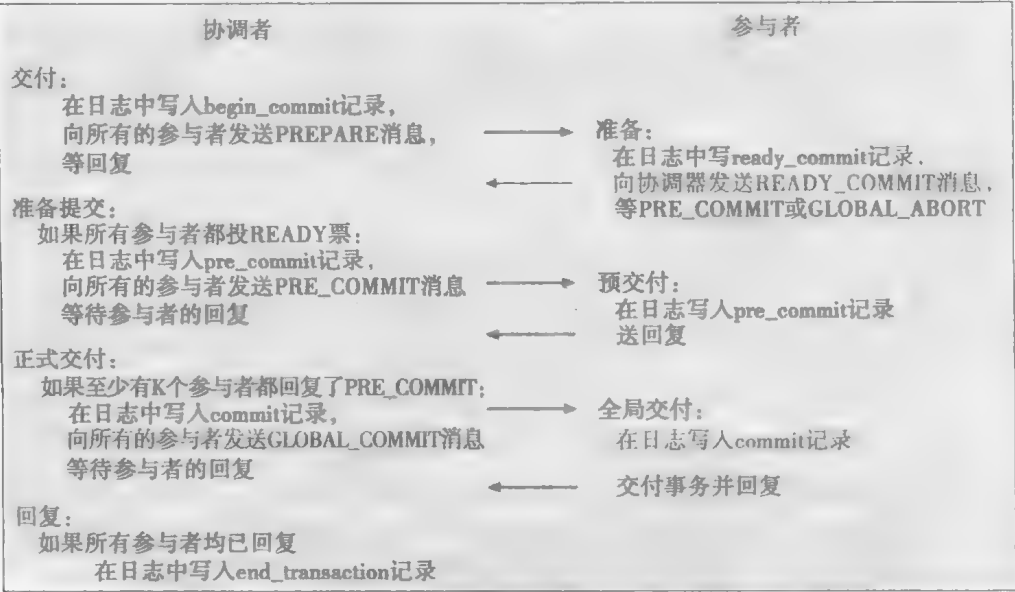 协调者
参与者
交付：
在日志中写入begin_commit记录，
向所有的参与者发送PREPARE消息，
等回复
准备：
在日志中写ready_commit记录，
向协调器发送READY_COMMIT消息，
等PRE_COMMIT或GLOBAL_ABORT
准备提交：
如果所有参与者都投READY票：
在日志中写入pre_commit记录，
向所有的参与者发送PRE_COMMIT消息
等待参与者的回复
预交付：
在日志写入pre_commit记录
送回复
正式交付：
如果至少有K个参与者都回复了PRE_COMMIT；
在日志中写入commit记录，
向所有的参与者发送GLOBAL_COMMIT消息
等待参与者的回复
全局交付：
在日志写入commit记录
交付事务并回复
回复：
如果所有参与者均已回复
在日志中写入end_transaction记录